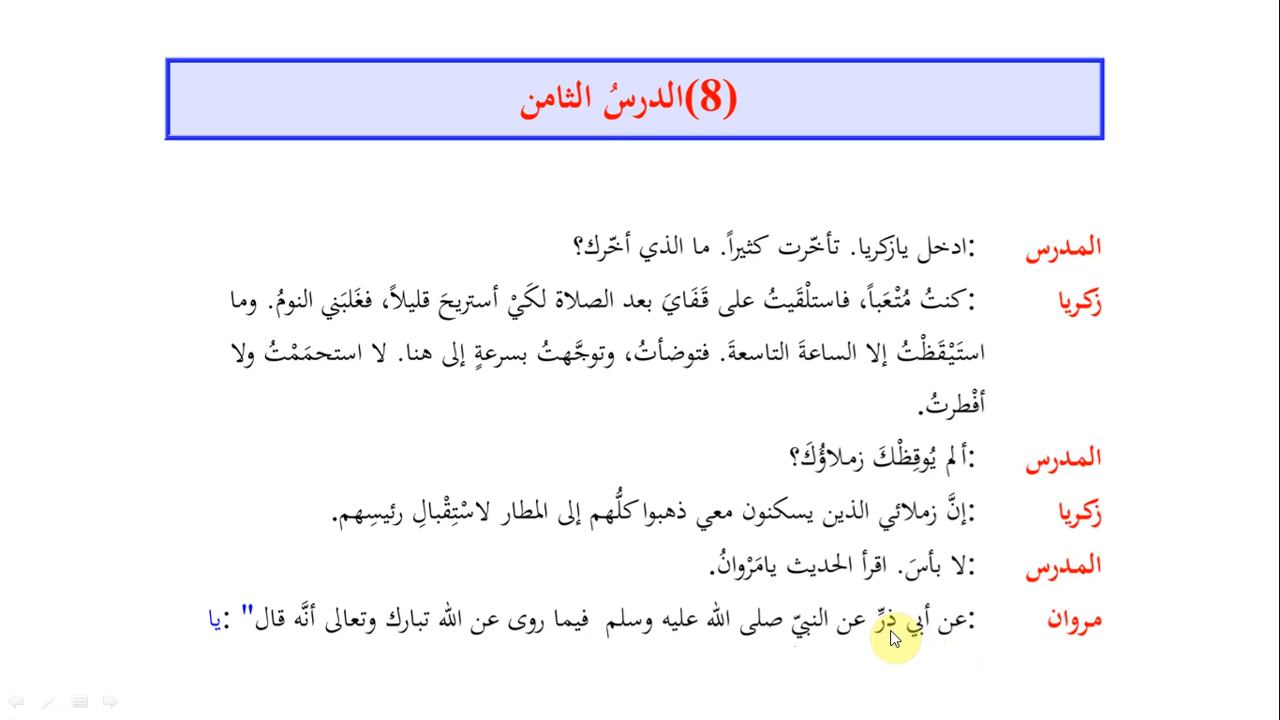 (8)الدرسُ الثامن
المدرس :ادخل يازكريا. تأخّرت كثيراً. ما الذي أخّرك؟
زكريا :كنتُ مُتْعَباً، فاستلْقَيتُ على قَفَايَ بعد الصلاة لكَيْ أستريحَ قليلاً، فغَلبَني النومُ. وما
استَيْقَظْتُ إلا الساعةَ التاسعةَ. فتوضأتُ، وتوجَّهتُ بسرعةٍ إلى هنا. لا استحمَمْتُ ولا
أفْطرتُ.
المدرس :ألم يُوقِظْكَ زملاؤُكَ؟
زكريا :إنَّ زملائي الذين يسكنون معي ذهبوا كلُّهم إلى المطار لاسْتِقْبالِ رئيسِهم.
المدرس :لا بأسَ. اقرأ الحديث يامَرْوانُ.
مروان :عن أبي ذرٍّ عن النبيّ صلى الله عليه وسلم فيما روى عن الله تبارك وتعالى أنَّه قال" :يا